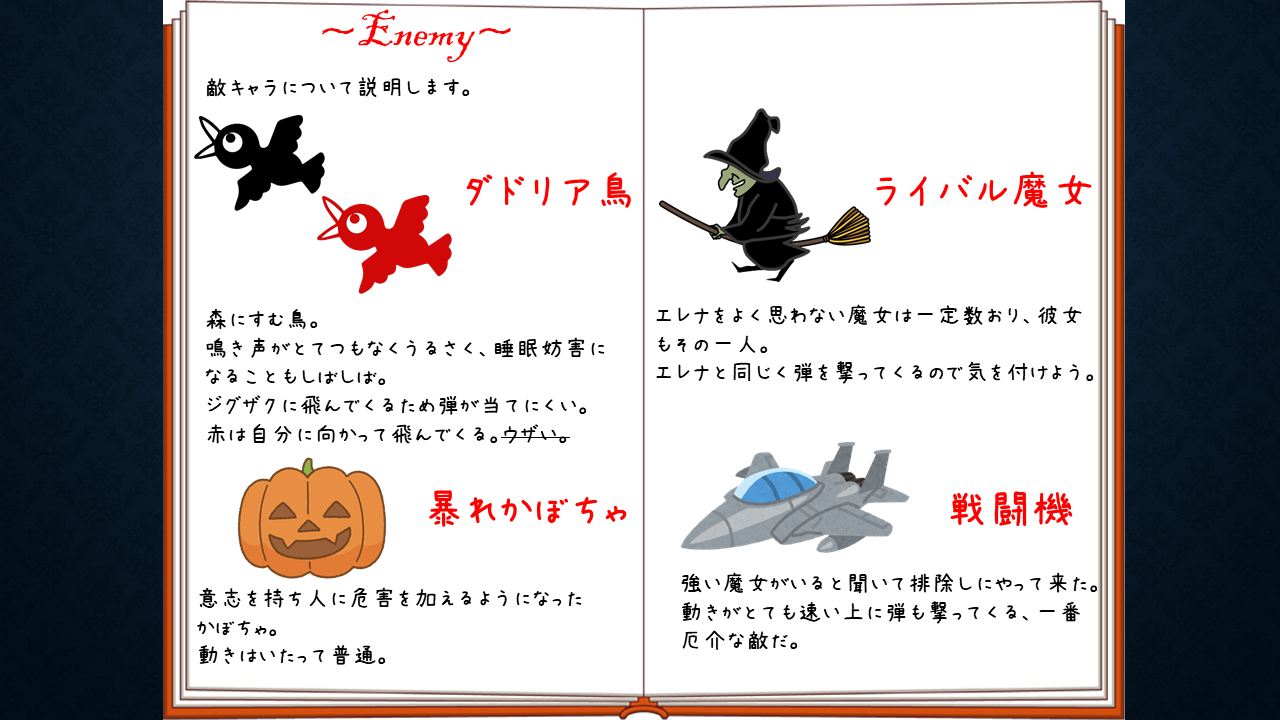 ～Enemy～
敵キャラについて説明します。
ダドリア鳥
森にすむ鳥。
鳴き声がとてつもなくうるさく、睡眠妨害に
なることもしばしば。
ジグザクに飛んでくるため弾が当てにくい。
赤は自分に向かって飛んでくる。ウザい。
暴れかぼちゃ
意志を持ち人に危害を加えるようになった
かぼちゃ。
動きはいたって普通。
ライバル魔女
エレナをよく思わない魔女は一定数おり、彼女
もその一人。
エレナと同じく弾を撃ってくるので気を付けよう。
戦闘機
強い魔女がいると聞いて排除しにやって来た。
動きがとても速い上に弾も撃ってくる、一番
厄介な敵だ。